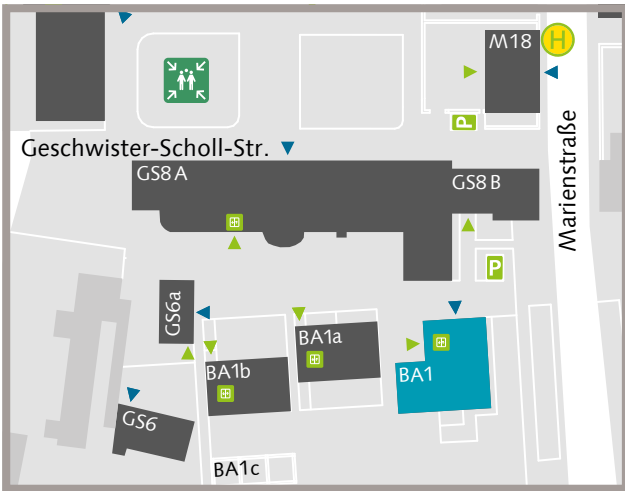 M18
H
P
Geschwister-Scholl-Str.
GS8 A
GS8 B
Marienstraße
P
GS6a
BA1a
BA1b
BA1
GS6
BA1c